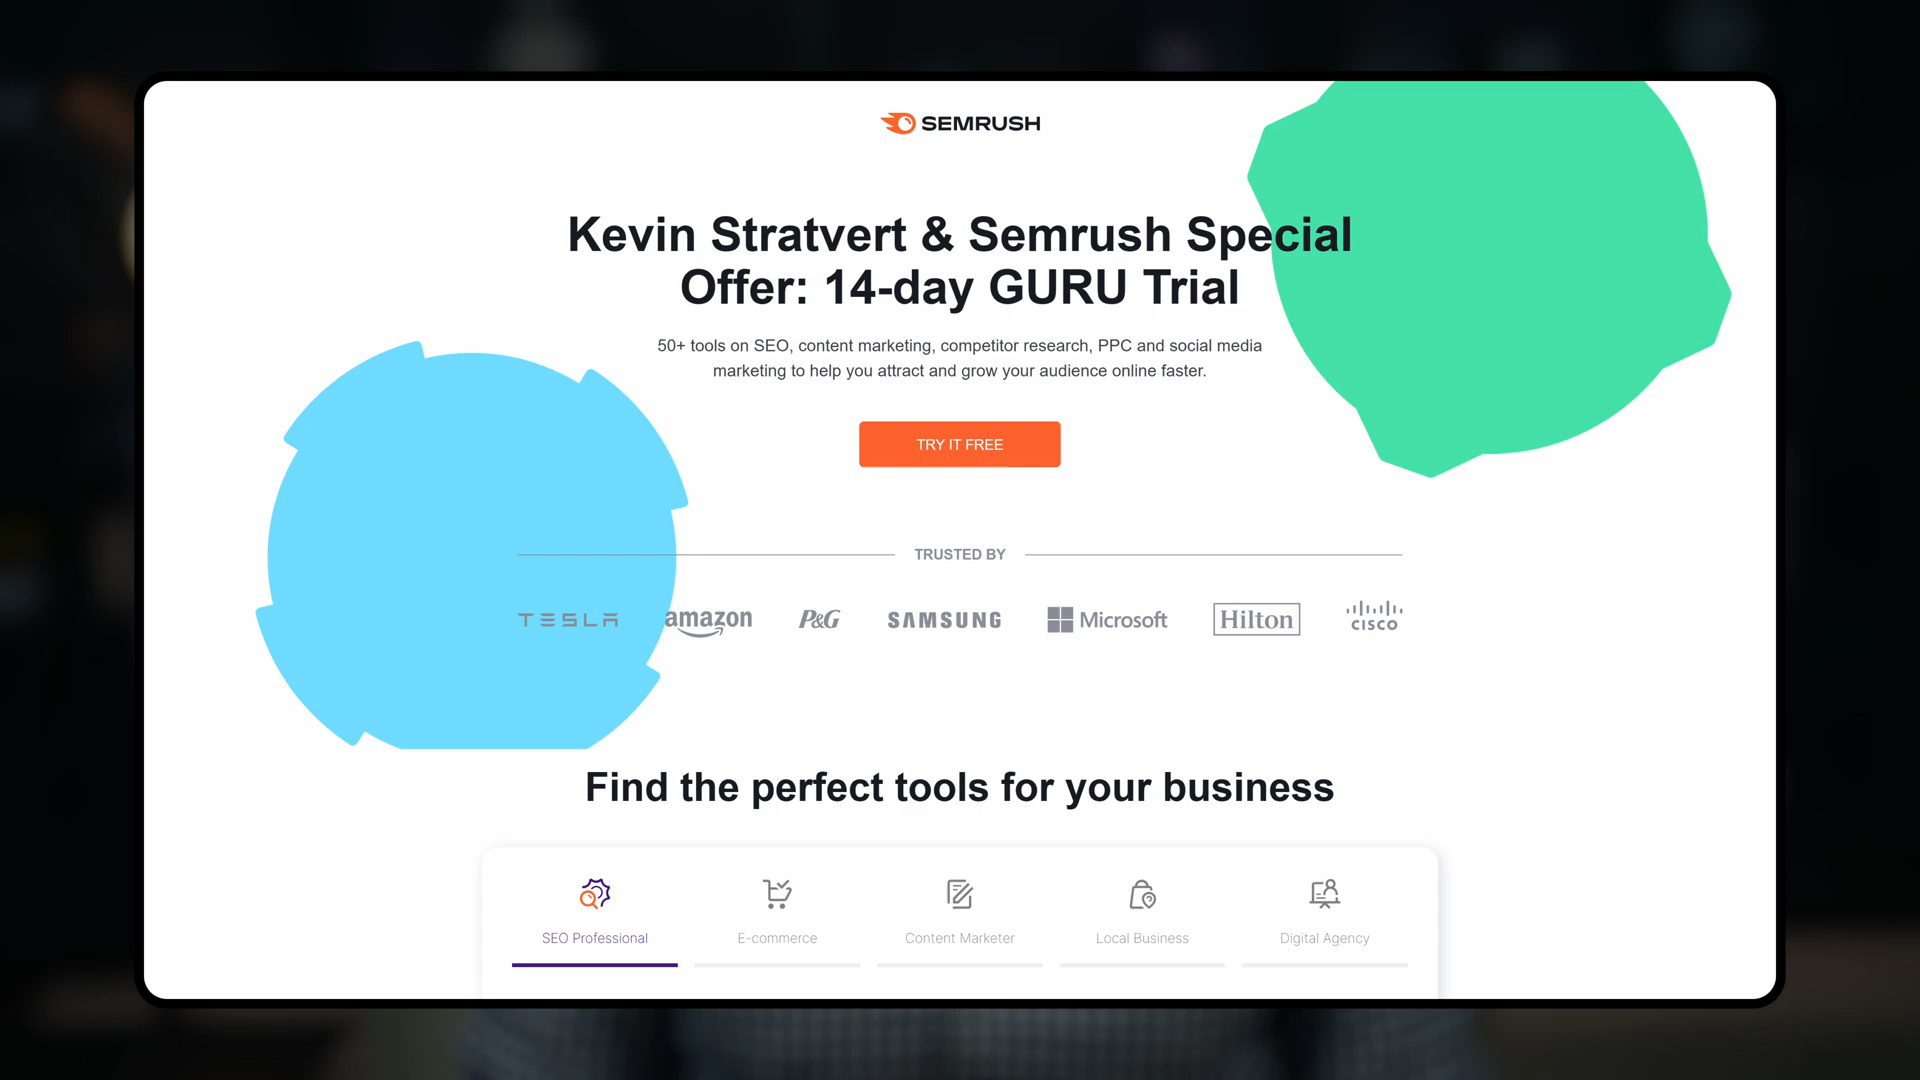 SEMRUSH
Kevin Stratvert & Semrush Special
Offer: 14-day GURU Trial
50+ tools on SEO, content marketing, competitor research, PPC and social media
marketing to help you attract and grow your audience online faster.
TRY IT FREE
TRUSTED BY
TESLA amazon P&G SAMSUNG Microsoft Hilton CISCO
Find the perfect tools for your business
SEO Professional E-commerce Content Marketer Local Business Digital Agency